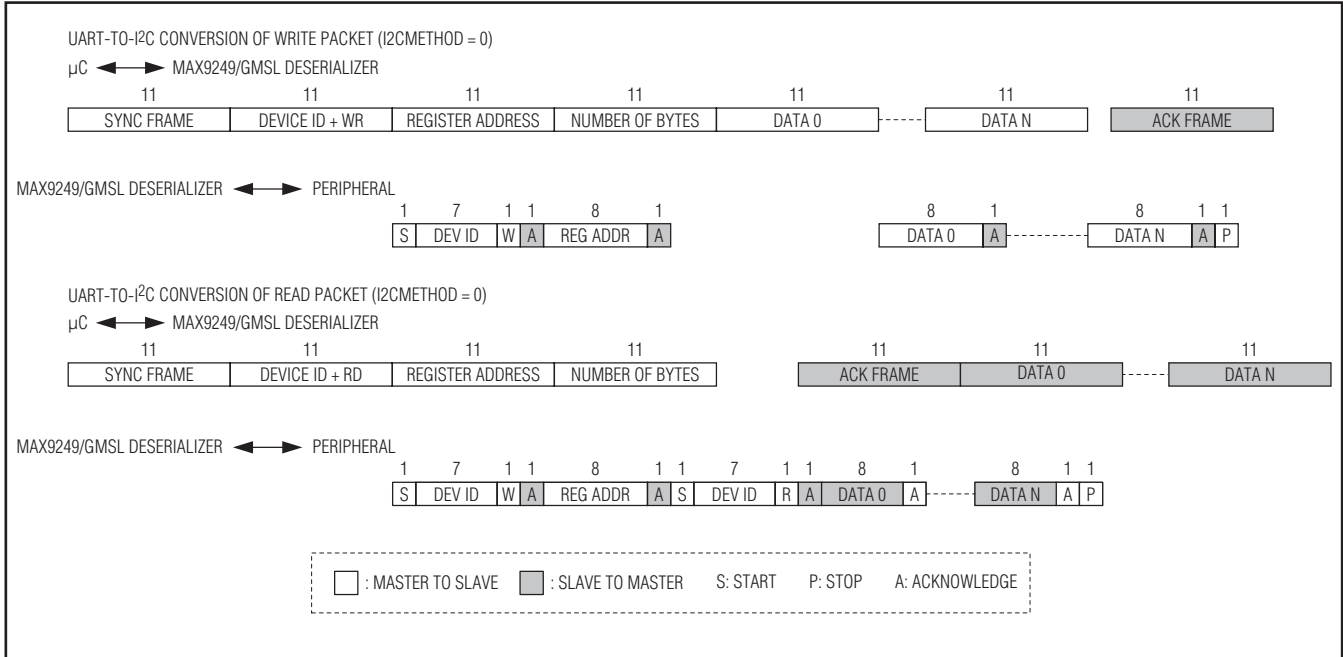 UART-TO-I2C CONVERSION OF WRITE PACKET (I2CMETHOD = 0)
µC MAX9249/GMSL DESERIALIZER
11 11 11 11 11 11 11
SYNC FRAME DEVICE ID + WR REGISTER ADDRESS NUMBER OF BYTES DATA 0 DATA N ACK FRAME
MAX9249/GMSL DESERIALIZER PERIPHERAL
1 7 1 1 8 1 8 1 8 1 1
S DEV ID W A REG ADDR A DATA 0 A DATA N A P
UART-TO-I2C CONVERSION OF READ PACKET (I2CMETHOD = 0)
µC MAX9249/GMSL DESERIALIZER
11 11 11 11 11 11 11
SYNC FRAME DEVICE ID + RD REGISTER ADDRESS NUMBER OF BYTES ACK FRAME DATA 0 DATA N
MAX9249/GMSL DESERIALIZER PERIPHERAL
1 7 1 1 8 1 1 7 1 1 8 1 8 1 1
S DEV ID W A REG ADDR A S DEV ID R A DATA 0 A DATA N A P
: MASTER TO SLAVE : SLAVE TO MASTER S: START P: STOP A: ACKNOWLEDGE